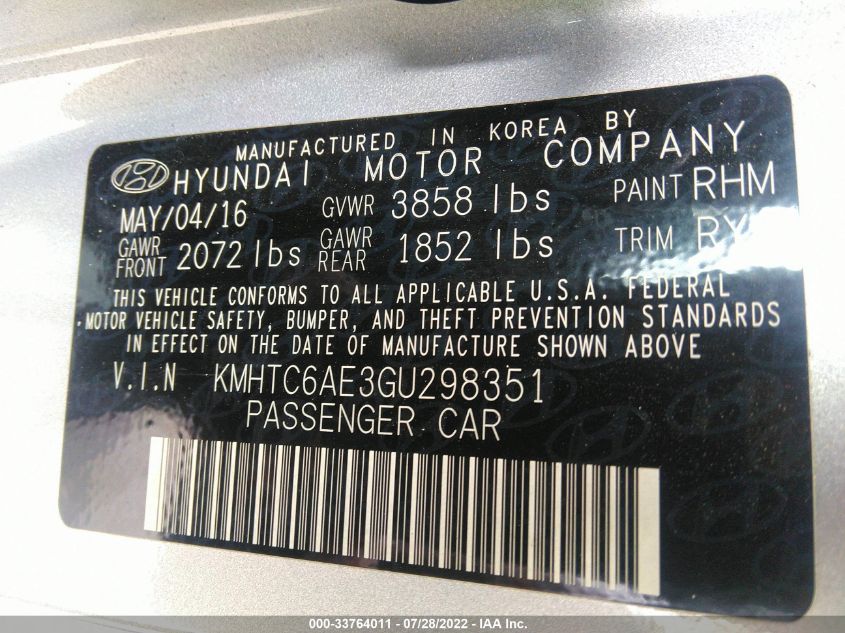 MANUFACTURED IN KOREA BY
HYUNDAI MOTOR COMPANY
MAY/04/16 GVWR 3858 lbs PAINT RHM
GAWR FRONT 2072 lbs GAWR REAR 1852 lbs TRIM RY
THIS VEHICLE CONFORMS TO ALL APPLICABLE U.S.A. FEDERAL
MOTOR VEHICLE SAFETY, BUMPER, AND THEFT PREVENTION STANDARDS
IN EFFECT ON THE DATE OF MANUFACTURE SHOWN ABOVE
V.I.N KMHTC6AE3GU298351
PASSENGER CAR
000-33764011 - 07/28/2022 - IAA Inc.